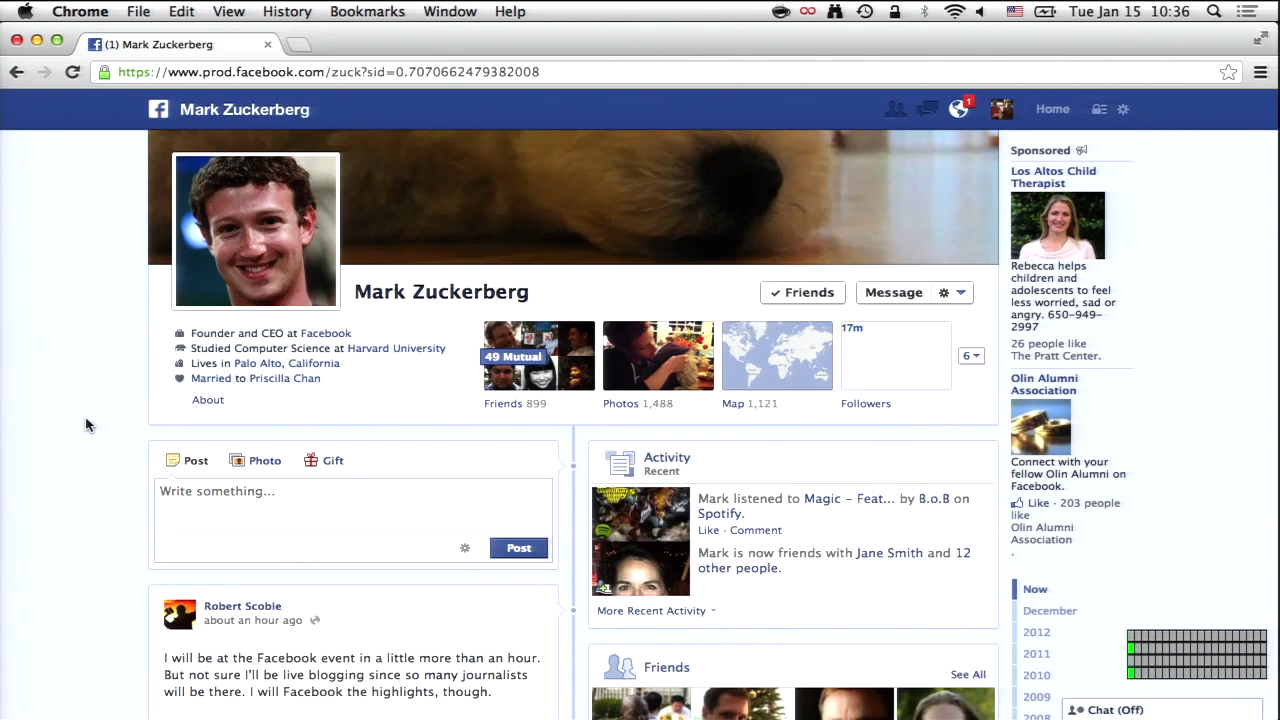 Chrome File Edit View History Bookmarks Window Help Tue Jan 15 10:36
(1) Mark Zuckerberg
https://www.prod.facebook.com/zuck?sid=0.7070662479382008
Mark Zuckerberg
1
Home
Mark Zuckerberg
Friends
Message
Founder and CEO at Facebook
Studied Computer Science at Harvard University
Lives in Palo Alto, California
Married to Priscilla Chan
About
49 Mutual
17m
6
Friends 899
Photos 1,488
Map 1,121
Followers
Post Photo Gift
Write something...
Post
Robert Scoble
about an hour ago
I will be at the Facebook event in a little more than an hour.
But not sure I'll be live blogging since so many journalists
will be there. I will Facebook the highlights, though.
Activity
Recent
Mark listened to Magic - Feat... by B.o.B on
Spotify.
Like · Comment
Mark is now friends with Jane Smith and 12
other people.
More Recent Activity
Friends
See All
Sponsored
Los Altos Child
Therapist
Rebecca helps
children and
adolescents to feel
less worried, sad or
angry. 650-949-
2997
26 people like
The Pratt Center.
Olin Alumni
Association
Connect with your
fellow Olin Alumni on
Facebook.
Like · 203 people
like
Olin Alumni
Association
.
Now
December
2012
2011
2010
2009
2008
Chat (Off)